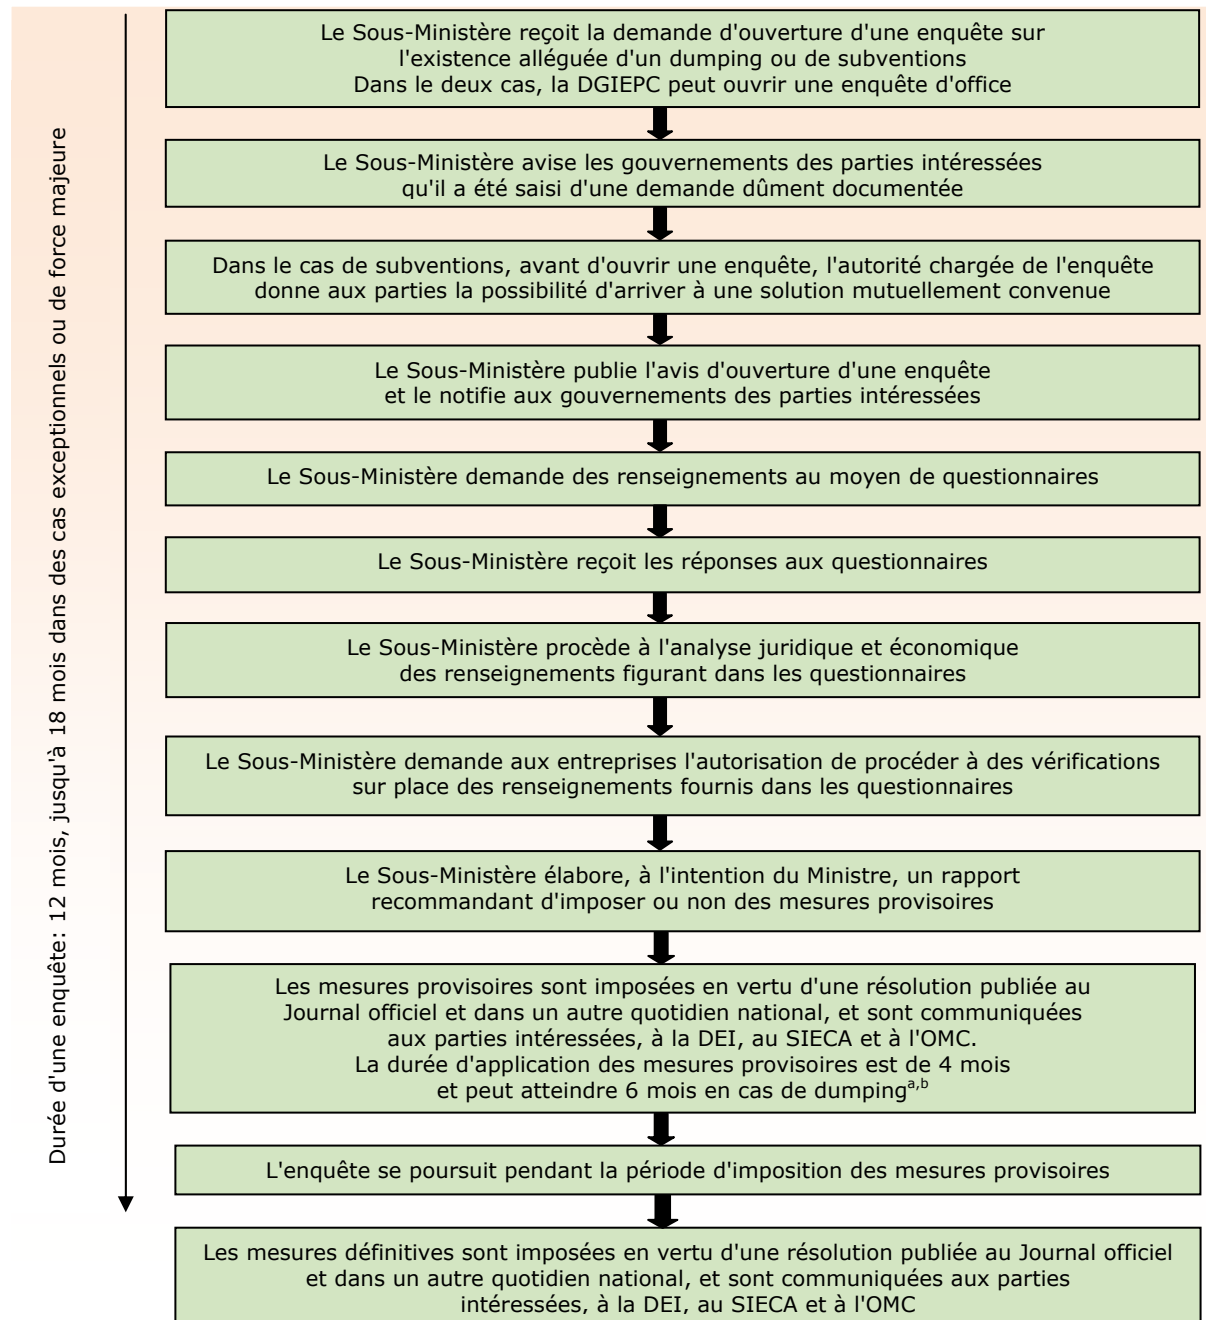 Le Sous-Ministère reçoit la demande d'ouverture d'une enquête sur
l'existence alléguée d'un dumping ou de subventions
Dans le deux cas, la DGIEPC peut ouvrir une enquête d'office
Le Sous-Ministère avise les gouvernements des parties intéressées
qu'il a été saisi d'une demande dûment documentée
Dans le cas de subventions, avant d'ouvrir une enquête, l'autorité chargée de l'enquête
donne aux parties la possibilité d'arriver à une solution mutuellement convenue
Le Sous-Ministère publie l'avis d'ouverture d'une enquête
et le notifie aux gouvernements des parties intéressées
Le Sous-Ministère demande des renseignements au moyen de questionnaires
Le Sous-Ministère reçoit les réponses aux questionnaires
Le Sous-Ministère procède à l'analyse juridique et économique
des renseignements figurant dans les questionnaires
Le Sous-Ministère demande aux entreprises l'autorisation de procéder à des vérifications
sur place des renseignements fournis dans les questionnaires
Le Sous-Ministère élabore, à l'intention du Ministre, un rapport
recommandant d'imposer ou non des mesures provisoires
Les mesures provisoires sont imposées en vertu d'une résolution publiée au
Journal officiel et dans un autre quotidien national, et sont communiquées
aux parties intéressées, à la DEI, au SIECA et à l'OMC.
La durée d'application des mesures provisoires est de 4 mois
et peut atteindre 6 mois en cas de dumping a,b
L'enquête se poursuit pendant la période d'imposition des mesures provisoires
Les mesures définitives sont imposées en vertu d'une résolution publiée au Journal officiel
et dans un autre quotidien national, et sont communiquées aux parties
intéressées, à la DEI, au SIECA et à l'OMC
Durée d'une enquête: 12 mois, jusqu'à 18 mois dans des cas exceptionnels ou de force majeure